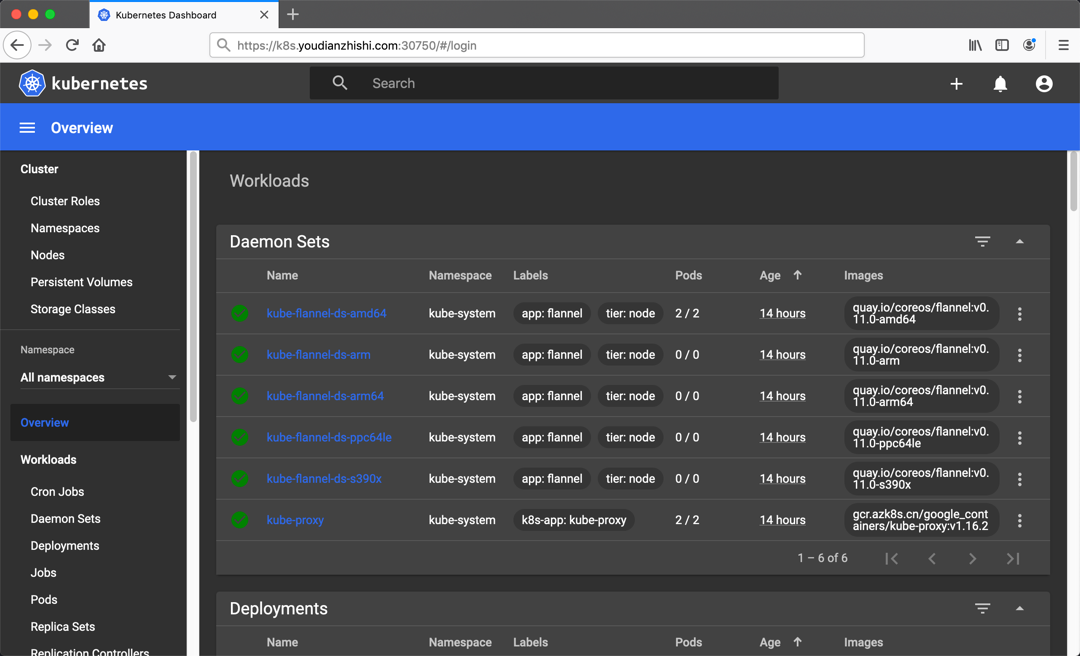 Kubernetes Dashboard
https://k8s.youdianzhishi.com:30750/#/login
kubernetes
Search
Overview
Cluster
Cluster Roles
Namespaces
Nodes
Persistent Volumes
Storage Classes
Namespace
All namespaces
Overview
Workloads
Cron Jobs
Daemon Sets
Deployments
Jobs
Pods
Replica Sets
Replication Controllers
Workloads
Daemon Sets
Name Namespace Labels Pods Age Images
kube-flannel-ds-amd64 kube-system app: flannel tier: node 2 / 2 14 hours quay.io/coreos/flannel:v0.
11.0-amd64
kube-flannel-ds-arm kube-system app: flannel tier: node 0 / 0 14 hours quay.io/coreos/flannel:v0.
11.0-arm
kube-flannel-ds-arm64 kube-system app: flannel tier: node 0 / 0 14 hours quay.io/coreos/flannel:v0.
11.0-arm64
kube-flannel-ds-ppc64le kube-system app: flannel tier: node 0 / 0 14 hours quay.io/coreos/flannel:v0.
11.0-ppc64le
kube-flannel-ds-s390x kube-system app: flannel tier: node 0 / 0 14 hours quay.io/coreos/flannel:v0.
11.0-s390x
kube-proxy kube-system k8s-app: kube-proxy 2 / 2 14 hours gcr.azk8s.cn/google_cont
ainers/kube-proxy:v1.16.2
1 – 6 of 6
Deployments
Name Namespace Labels Pods Age Images